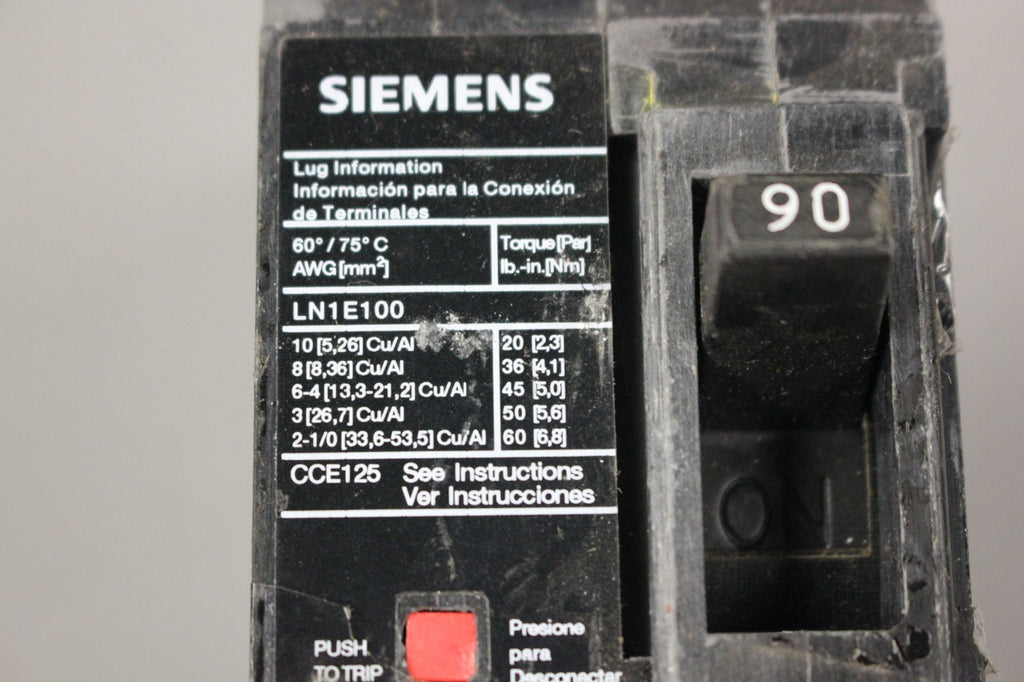 SIEMENS
Lug Information
Información para la Conexión
de Terminales
60° / 75° C
AWG[mm²]
Torque[Par]
lb.-in.[Nm]
LN1E100
10 [5,26] Cu/Al 20 [2,3]
8 [8,36] Cu/Al 36 [4,1]
6-4 [13,3-21,2] Cu/Al 45 [5,0]
3 [26,7] Cu/Al 50 [5,6]
2-1/0 [33,6-53,5] Cu/Al 60 [6,8]
CCE125 See Instructions
Ver Instrucciones
PUSH
TO TRIP
Presione
para
Desconectar
90
ON